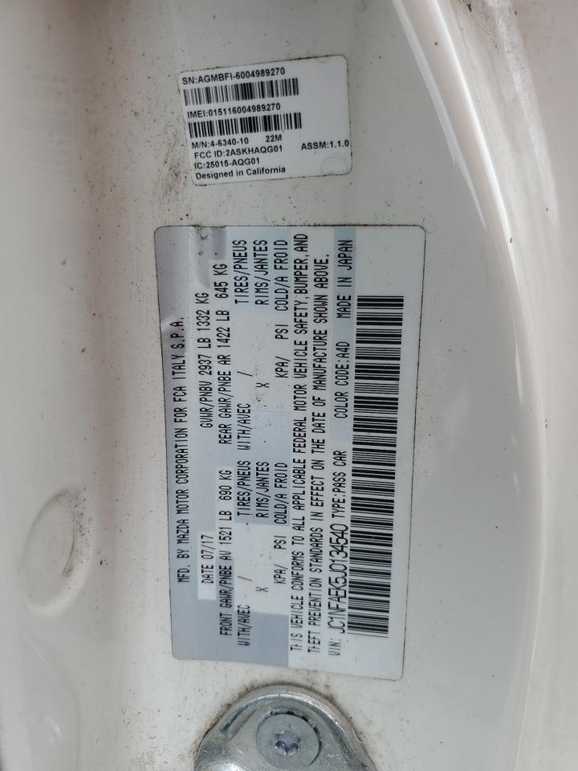 SN:AGMBFI-6004989270
IMEI:015116004989270
M/N:4-6340-10 22M
FCC ID:2ASKHAQG01 ASSM:1.1.0
IC:25015-AQG01
Designed in California
MFD. BY MAZDA MOTOR CORPORATION FOR FCA ITALY S.P.A.
DATE 07/17 GVWR/PNBV 2937 LB 1332 KG
FRONT GAWR/PNBE AV 1521 LB 690 KG REAR GAWR/PNBE AR 1422 LB 645 KG
WITH/AVEC / TIRES/PNEUS WITH/AVEC / TIRES/PNEUS
X RIMS/JANTES X RIMS/JANTES
KPA/ PSI COLD/A FROID KPA/ PSI COLD/A FROID
THIS VEHICLE CONFORMS TO ALL APPLICABLE FEDERAL MOTOR VEHICLE SAFETY, BUMPER, AND
THEFT PREVENTION STANDARDS IN EFFECT ON THE DATE OF MANUFACTURE SHOWN ABOVE.
VIN: JC1NFAEK5J0134540 TYPE:PASS CAR COLOR CODE:A4D MADE IN JAPAN